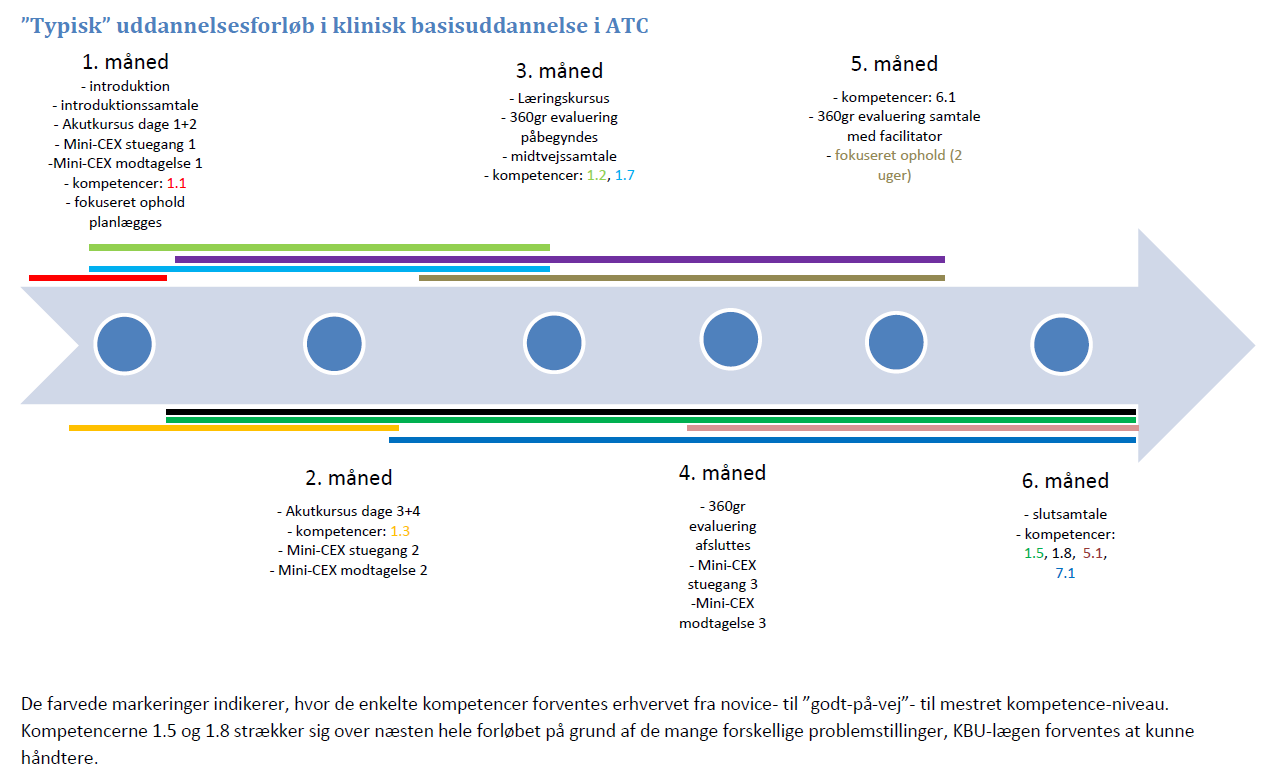 ”Typisk” uddannelsesforløb i klinisk basisuddannelse i ATC
1. måned
- introduktion
- introduktionssamtale
- Akutkursus dage 1+2
- Mini-CEX stuegang 1
-Mini-CEX modtagelse 1
- kompetencer: 1.1
- fokuseret ophold
planlægges
3. måned
- Læringskursus
- 360gr evaluering
påbegyndes
- midtvejssamtale
- kompetencer: 1.2, 1.7
5. måned
- kompetencer: 6.1
- 360gr evaluering samtale
med facilitator
- fokuseret ophold (2
uger)
2. måned
- Akutkursus dage 3+4
- kompetencer: 1.3
- Mini-CEX stuegang 2
- Mini-CEX modtagelse 2
4. måned
- 360gr
evaluering
afsluttes
- Mini-CEX
stuegang 3
-Mini-CEX
modtagelse 3
6. måned
- slutsamtale
- kompetencer:
1.5, 1.8, 5.1,
7.1
De farvede markeringer indikerer, hvor de enkelte kompetencer forventes erhvervet fra novice- til ”godt-på-vej”- til mestret kompetence-niveau.
Kompetencerne 1.5 og 1.8 strækker sig over næsten hele forløbet på grund af de mange forskellige problemstillinger, KBU-lægen forventes at kunne
håndtere.